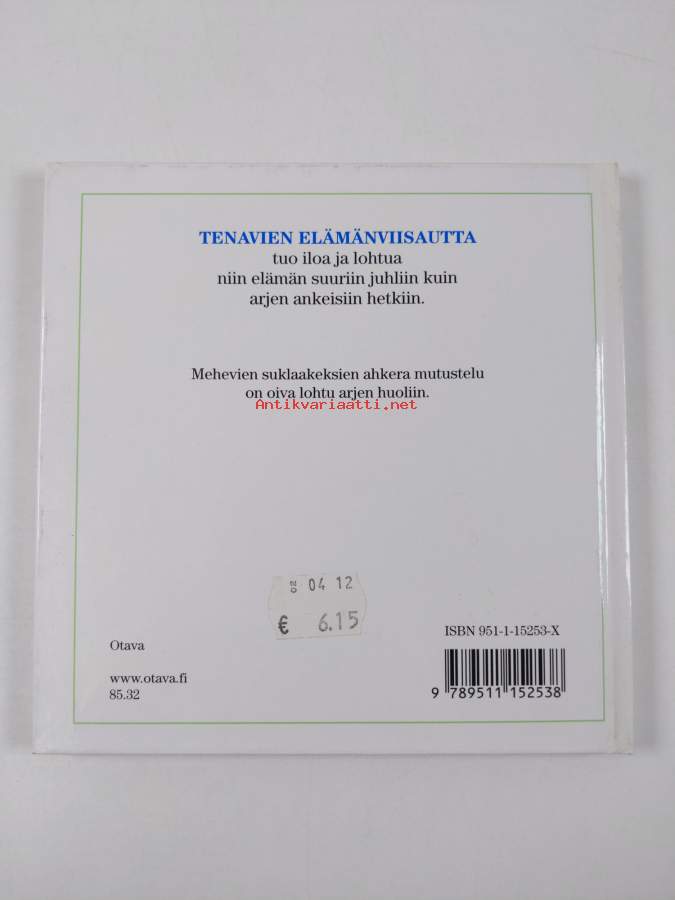 TENAVIEN ELÄMÄNVIISAUTTA
tuo iloa ja lohtua
niin elämän suuriin juhliin kuin
arjen ankeisiin hetkiin.
Mehevien suklaakeksien ahkera mutustelu
on oiva lohtu arjen huoliin.
Antikvariaatti.net
02 04 12
€ 6.15
Otava
www.otava.fi
85.32
ISBN 951-1-15253-X
9 789511 152538